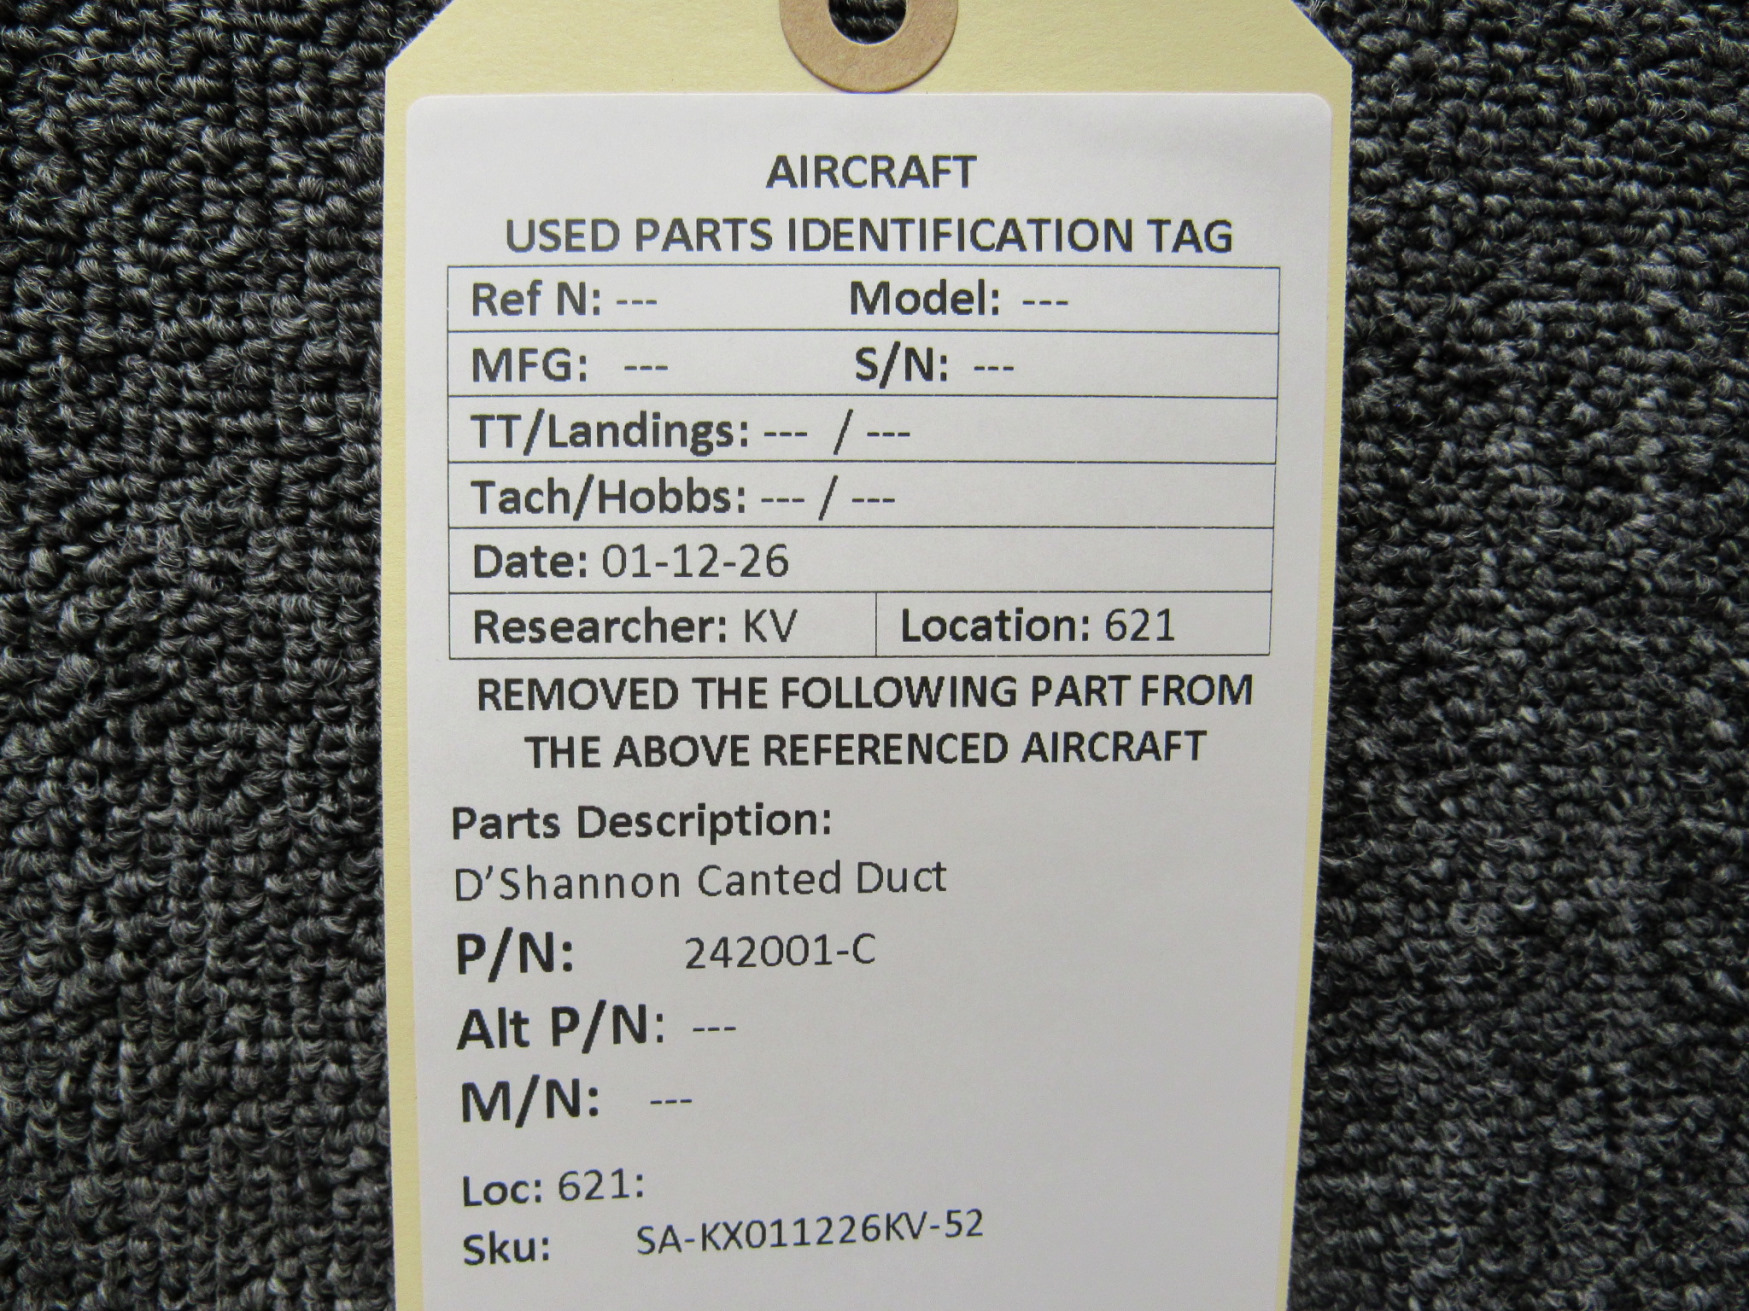 AIRCRAFT
USED PARTS IDENTIFICATION TAG
Ref N: --- Model: ---
MFG: --- S/N: ---
TT/Landings: --- / ---
Tach/Hobbs: --- / ---
Date: 01-12-26
Researcher: KV Location: 621
REMOVED THE FOLLOWING PART FROM
THE ABOVE REFERENCED AIRCRAFT
Parts Description:
D'Shannon Canted Duct
P/N: 242001-C
Alt P/N: ---
M/N: ---
Loc: 621:
Sku: SA-KX011226KV-52